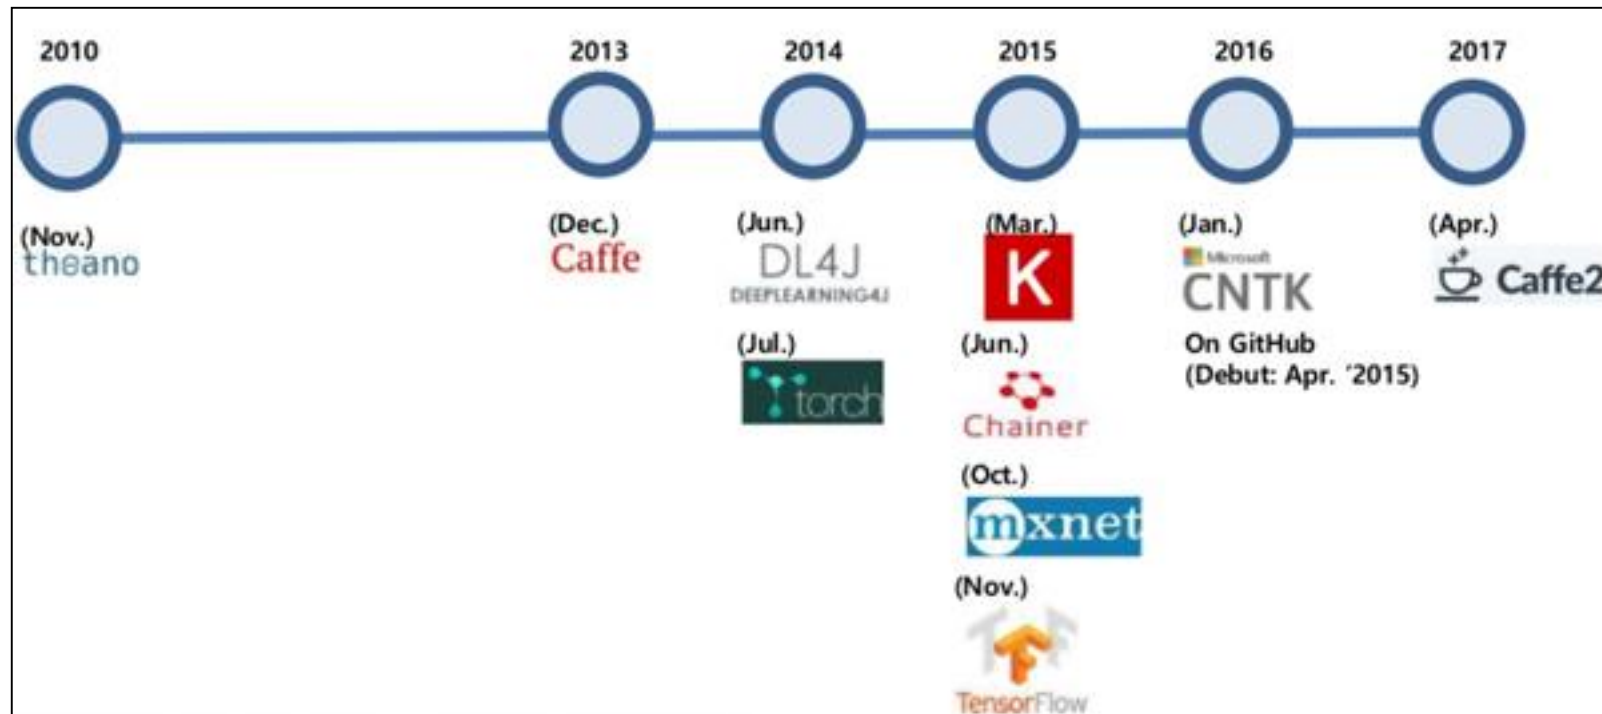 2010
2013
2014
2015
2016
2017
(Nov.)
theano
(Dec.)
Caffe
(Jun.)
DL4J
DEEPLEARNING4J
(Jul.)
torch
(Mar.)
K
(Jun.)
Chainer
(Oct.)
mxnet
(Nov.)
TF
TensorFlow
(Jan.)
Microsoft
CNTK
On GitHub
(Debut: Apr. ´2015)
(Apr.)
Caffe2